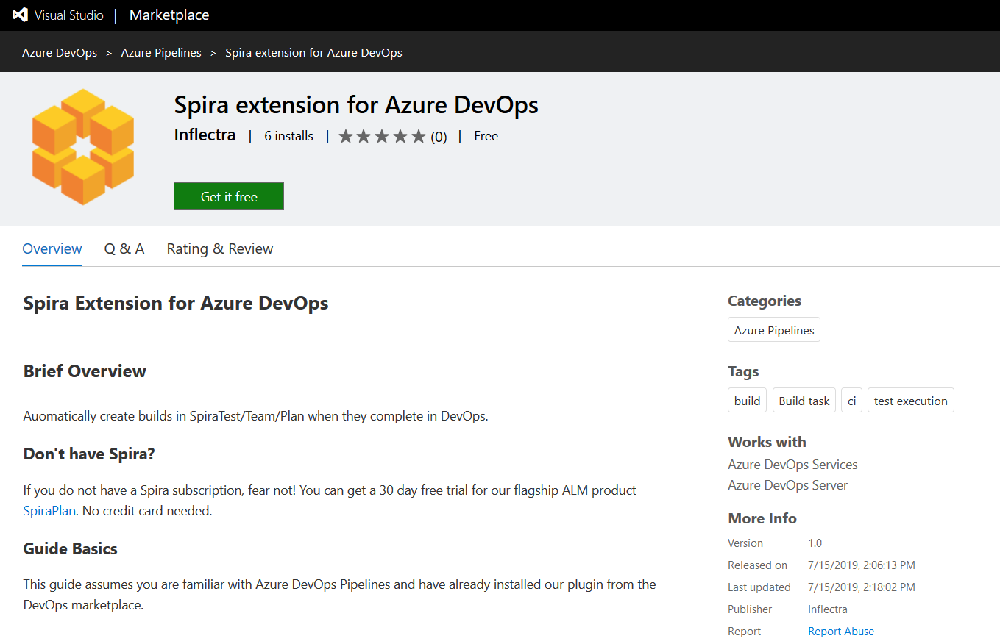 Visual Studio | Marketplace
Azure DevOps > Azure Pipelines > Spira extension for Azure DevOps
Spira extension for Azure DevOps
Inflectra | 6 installs | ★★★★★ (0) | Free
Get it free
Overview Q & A Rating & Review
Spira Extension for Azure DevOps
Brief Overview
Auomatically create builds in SpiraTest/Team/Plan when they complete in DevOps.
Don't have Spira?
If you do not have a Spira subscription, fear not! You can get a 30 day free trial for our flagship ALM product
SpiraPlan. No credit card needed.
Guide Basics
This guide assumes you are familiar with Azure DevOps Pipelines and have already installed our plugin from the
DevOps marketplace.
Categories
Azure Pipelines
Tags
build Build task ci test execution
Works with
Azure DevOps Services
Azure DevOps Server
More Info
Version 1.0
Released on 7/15/2019, 2:06:13 PM
Last updated 7/15/2019, 2:18:02 PM
Publisher Inflectra
Report Report Abuse